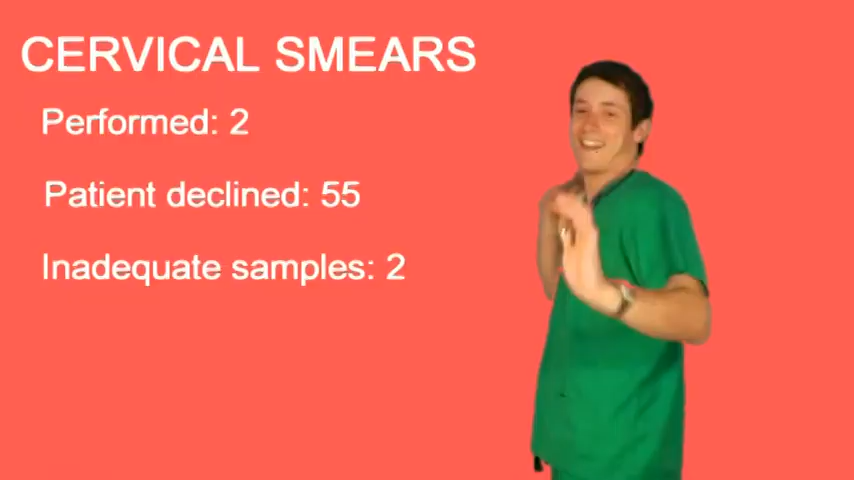 CERVICAL SMEARS
Performed: 2
Patient declined: 55
Inadequate samples: 2